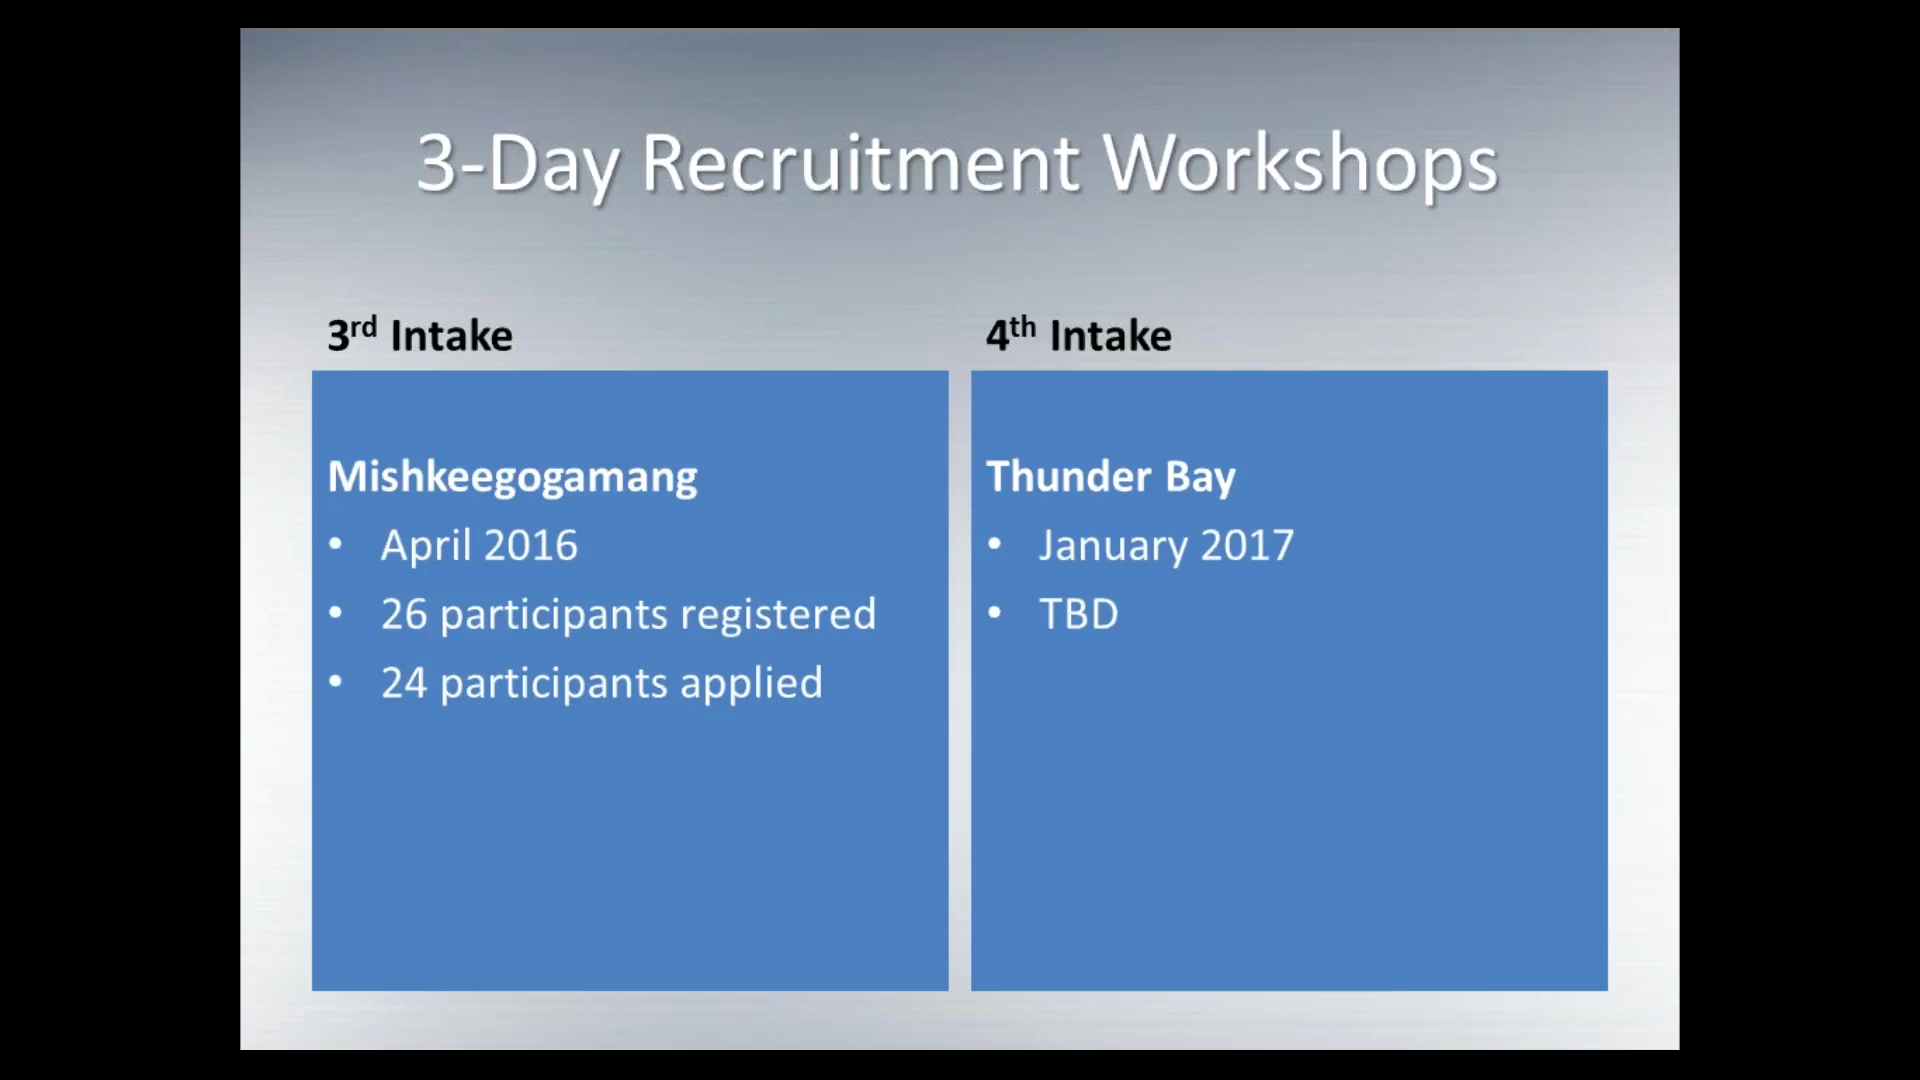 3-Day Recruitment Workshops
3rd Intake
Mishkeegogamang
• April 2016
• 26 participants registered
• 24 participants applied
4th Intake
Thunder Bay
• January 2017
• TBD